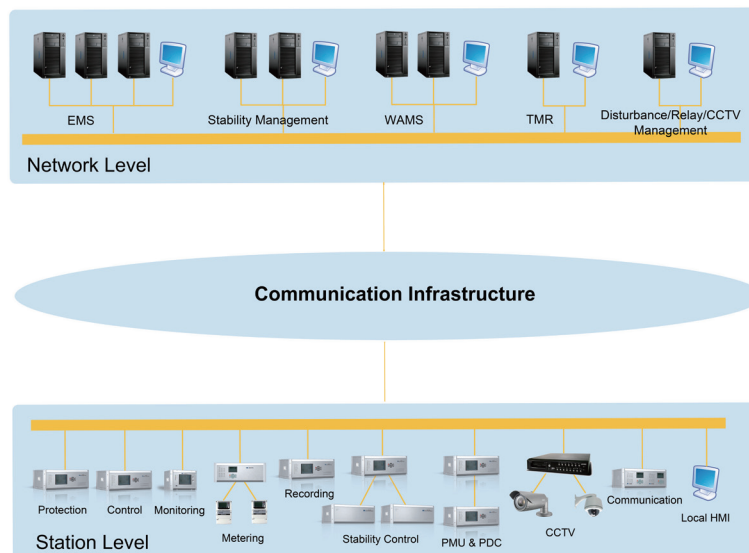 EMS
Stability Management
WAMS
TMR
Disturbance/Relay/CCTV
Management
Network Level
Communication Infrastructure
Protection
Control
Monitoring
Metering
Recording
Stability Control
PMU & PDC
CCTV
Communication
Local HMI
Station Level